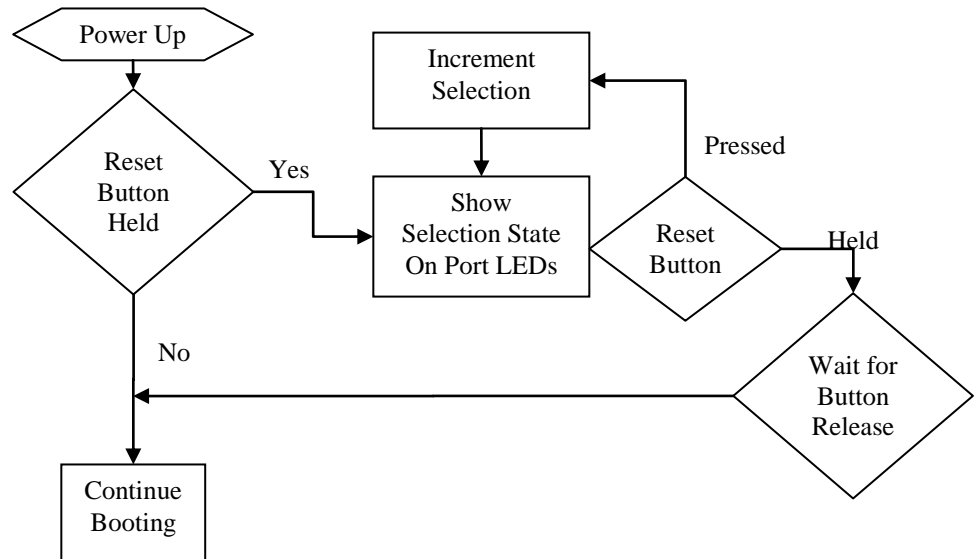 Power Up
Increment
Selection
Pressed
Reset
Button
Held
Yes
Show
Selection State
On Port LEDs
Reset
Button
Held
No
Wait for
Button
Release
Continue
Booting